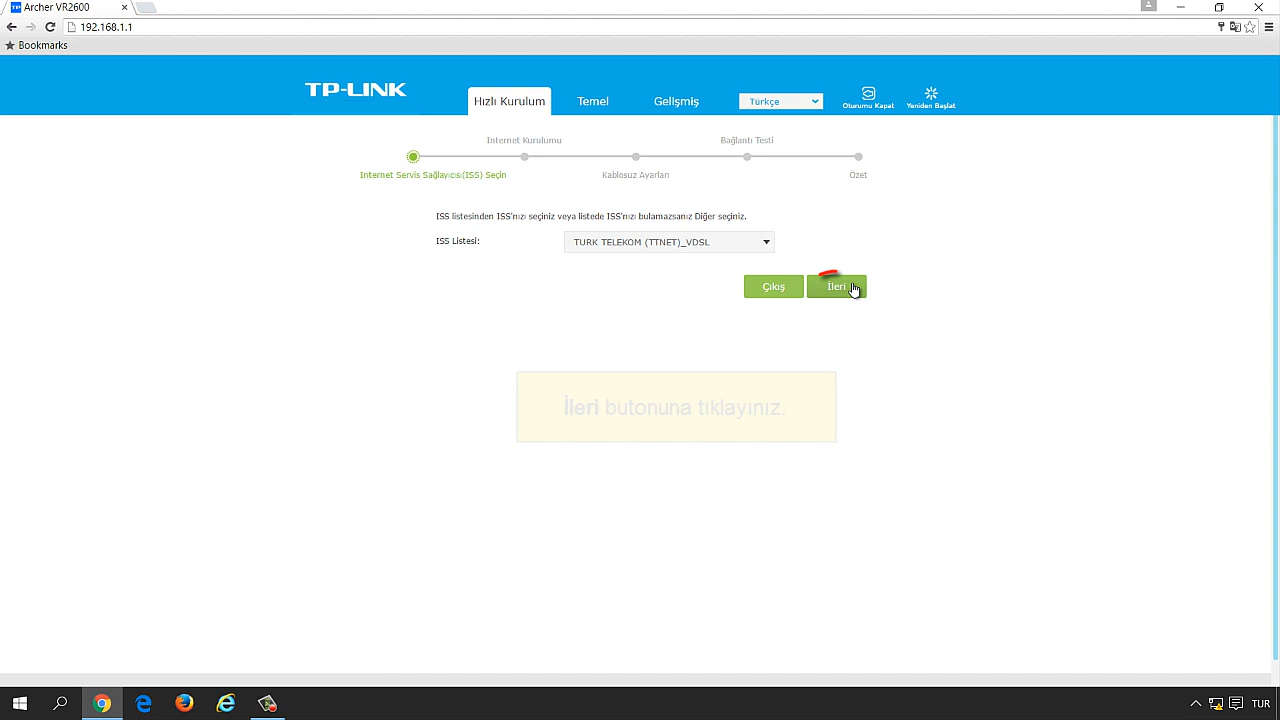 TP Archer VR2600
192.168.1.1
Bookmarks
TP-LINK
Hızlı Kurulum
Temel
Gelişmiş
Türkçe
Oturumu Kapat
Yeniden Başlat
Internet Kurulumu
Bağlantı Testi
Internet Servis Sağlayıcısı(ISS) Seçin
Kablosuz Ayarları
Özet
ISS listesinden ISS'nızı seçiniz veya listede ISS'nızı bulamazsanız Diğer seçiniz.
ISS Listesi:
TURK TELEKOM (TTNET)_VDSL
Çıkış
İleri
İleri butonuna tıklayınız.
TUR